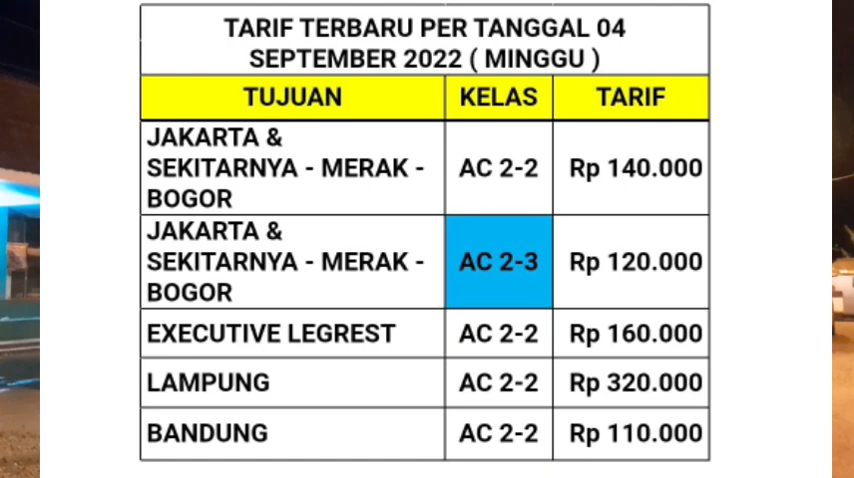 TARIF TERBARU PER TANGGAL 04
SEPTEMBER 2022 ( MINGGU )
TUJUAN KELAS TARIF
JAKARTA &
SEKITARNYA - MERAK - AC 2-2 Rp 140.000
BOGOR
JAKARTA &
SEKITARNYA - MERAK - AC 2-3 Rp 120.000
BOGOR
EXECUTIVE LEGREST AC 2-2 Rp 160.000
LAMPUNG AC 2-2 Rp 320.000
BANDUNG AC 2-2 Rp 110.000